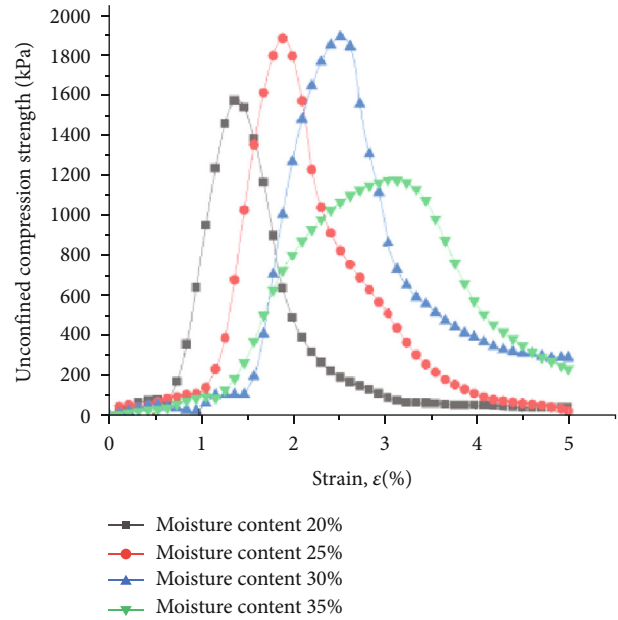 2000
1800
1600
1400
1200
1000
800
600
400
200
0
Unconfined compression strength (kPa)
0 1 2 3 4 5
Strain, ε(%)
Moisture content 20%
Moisture content 25%
Moisture content 30%
Moisture content 35%